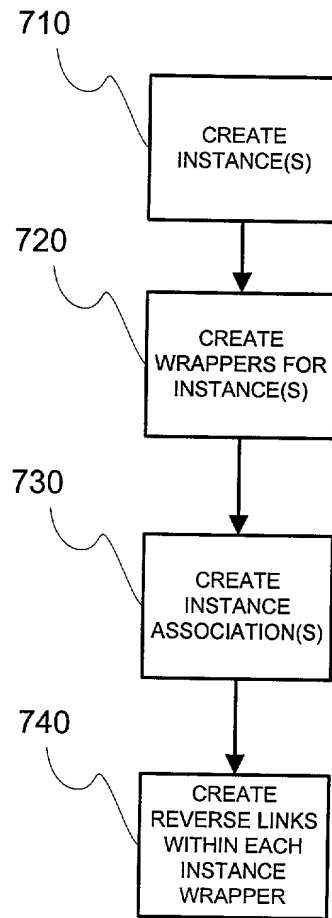 710
CREATE
INSTANCE(S)
720
CREATE
WRAPPERS FOR
INSTANCE(S)
730
CREATE
INSTANCE
ASSOCIATION(S)
740
CREATE
REVERSE LINKS
WITHIN EACH
INSTANCE
WRAPPER